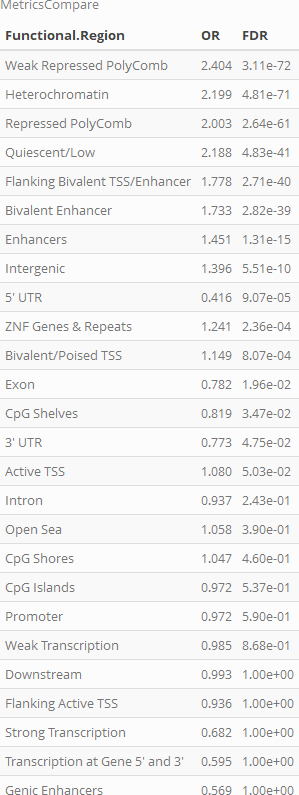 MetricsCompare
Functional.Region OR FDR
Weak Repressed PolyComb 2.404 3.11e-72
Heterochromatin 2.199 4.81e-71
Repressed PolyComb 2.003 2.64e-61
Quiescent/Low 2.188 4.83e-41
Flanking Bivalent TSS/Enhancer 1.778 2.71e-40
Bivalent Enhancer 1.733 2.82e-39
Enhancers 1.451 1.31e-15
Intergenic 1.396 5.51e-10
5' UTR 0.416 9.07e-05
ZNF Genes & Repeats 1.241 2.36e-04
Bivalent/Poised TSS 1.149 8.07e-04
Exon 0.782 1.96e-02
CpG Shelves 0.819 3.47e-02
3' UTR 0.773 4.75e-02
Active TSS 1.080 5.03e-02
Intron 0.937 2.43e-01
Open Sea 1.058 3.90e-01
CpG Shores 1.047 4.60e-01
CpG Islands 0.972 5.37e-01
Promoter 0.972 5.90e-01
Weak Transcription 0.985 8.68e-01
Downstream 0.993 1.00e+00
Flanking Active TSS 0.936 1.00e+00
Strong Transcription 0.682 1.00e+00
Transcription at Gene 5' and 3' 0.595 1.00e+00
Genic Enhancers 0.569 1.00e+00